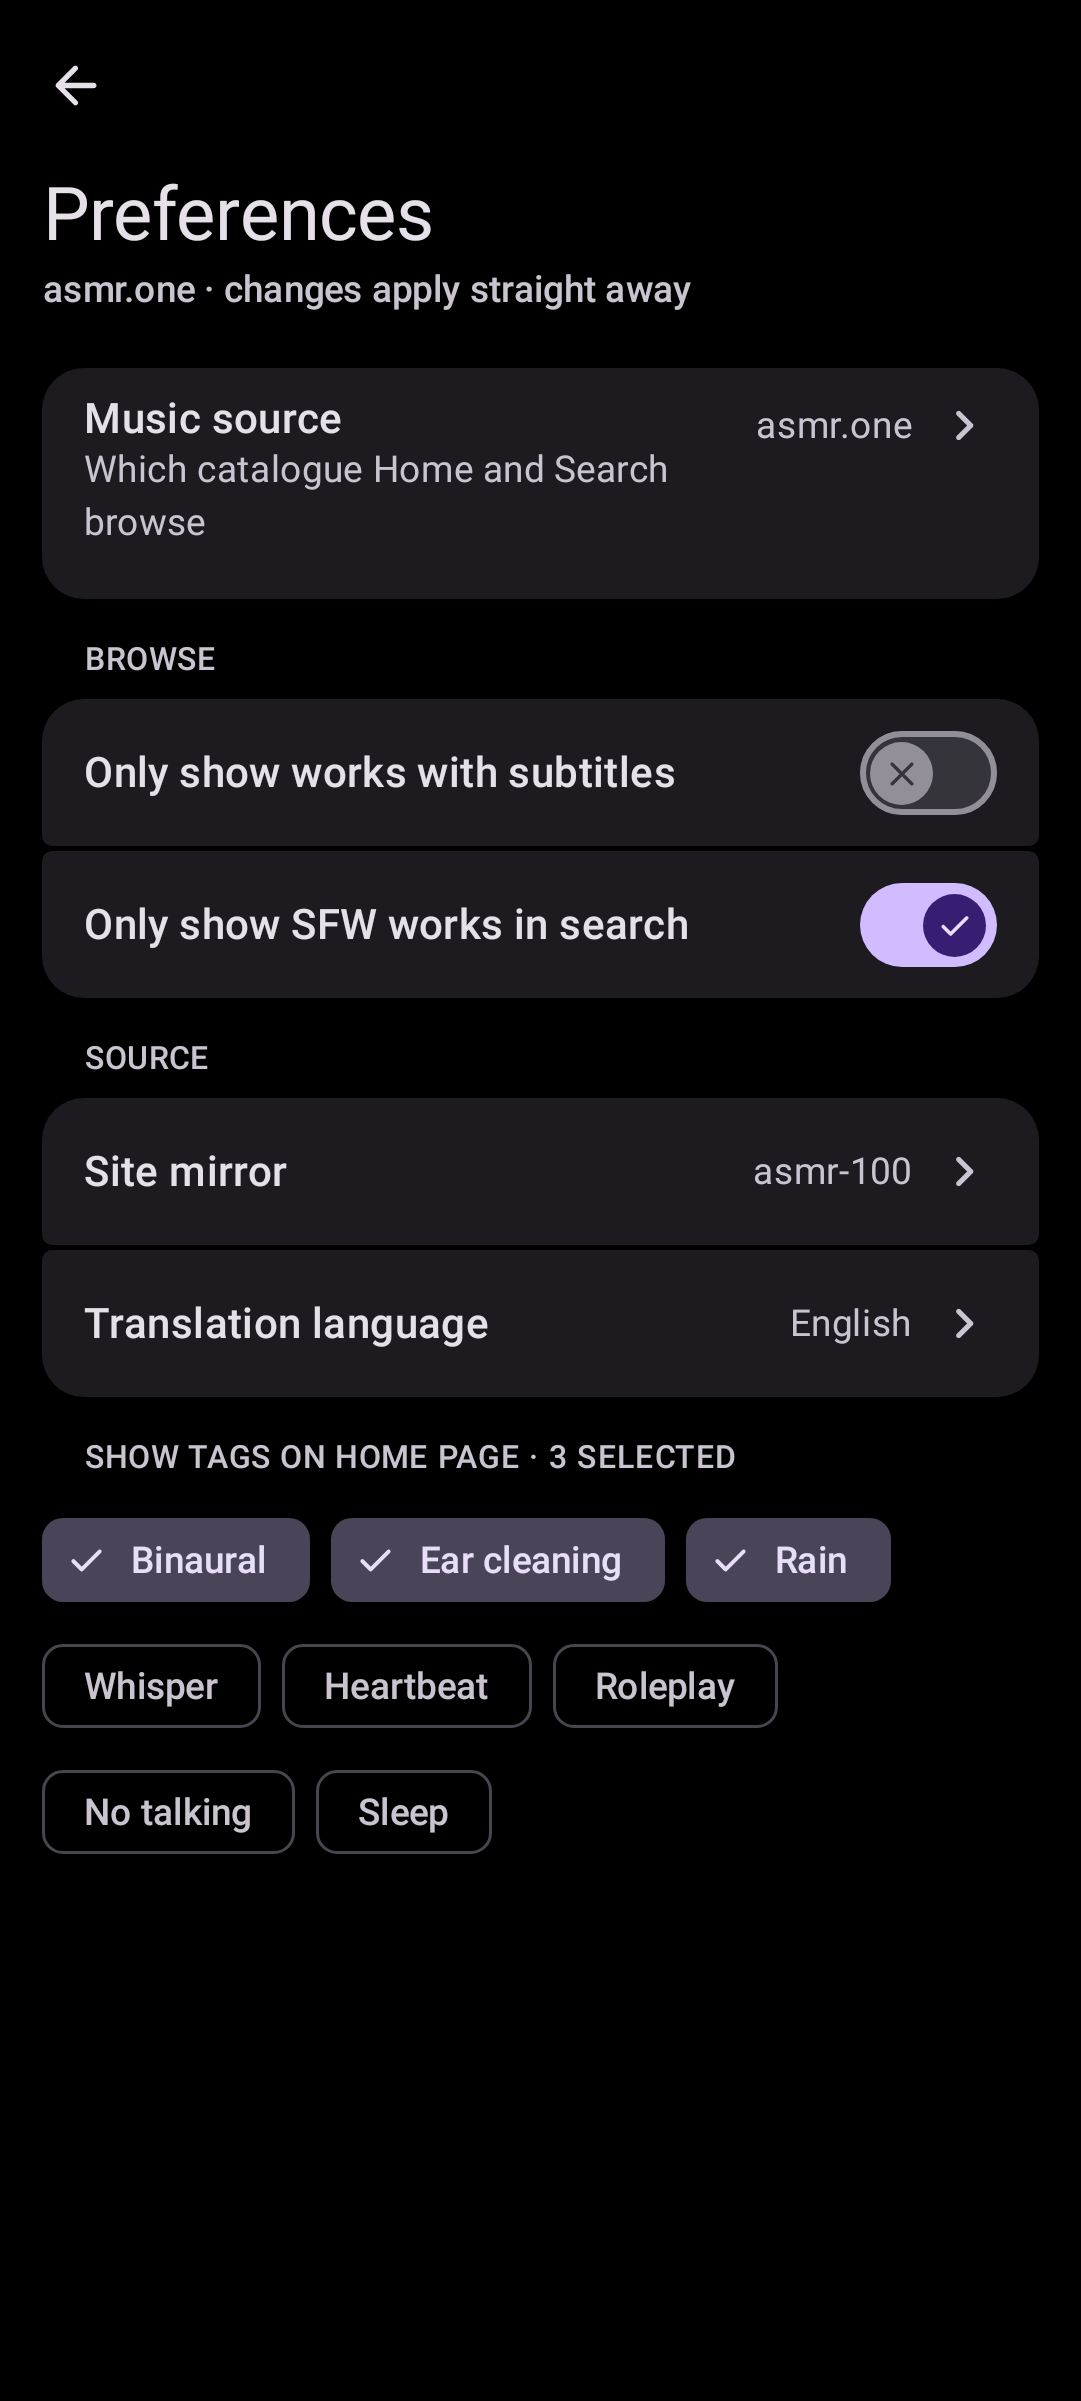 Preferences
asmr.one · changes apply straight away
Music source
asmr.one
Which catalogue Home and Search
browse
BROWSE
Only show works with subtitles
Only show SFW works in search
SOURCE
Site mirror
asmr-100
Translation language
English
SHOW TAGS ON HOME PAGE · 3 SELECTED
Binaural
Ear cleaning
Rain
Whisper
Heartbeat
Roleplay
No talking
Sleep